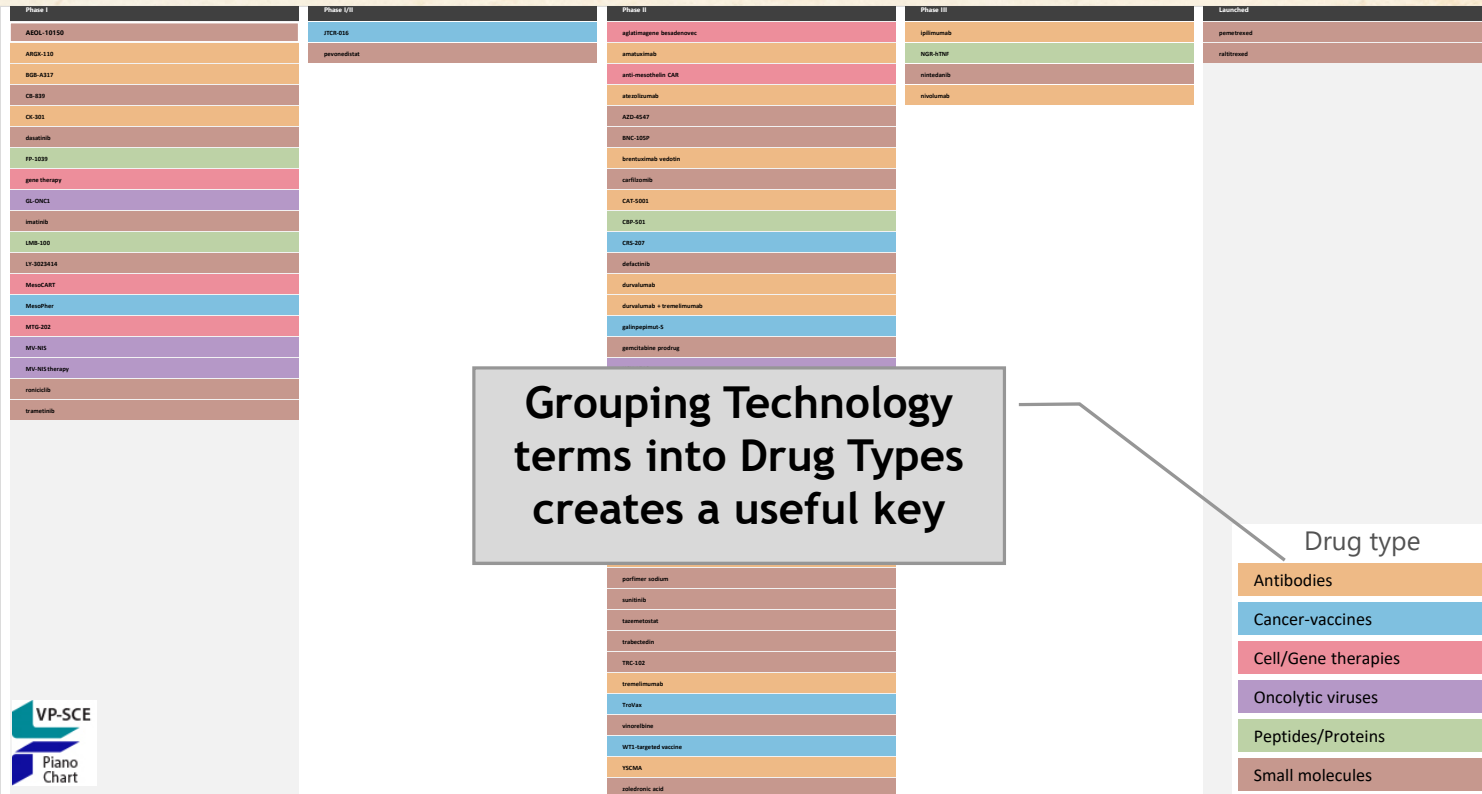 Phase I
AEOL-10150
ARGX-110
BGB-A317
CB-839
CK-301
dasatinib
FP-1039
gene therapy
GL-ONC1
imatinib
LMB-100
LY-3023414
MesoCART
MesoPher
MTG-202
MV-NIS
MV-NIS therapy
roniciclib
trametinib
Phase I/II
JTCR-016
pevonedistat
Phase II
aglatimagene besadenovec
amatuximab
anti-mesothelin CAR
atezolizumab
AZD-4547
BNC-105P
brentuximab vedotin
carfilzomib
CAT-5001
CBP-501
CRS-207
defactinib
durvalumab
durvalumab + tremelimumab
galinpepimut-S
gemcitabine prodrug
porfimer sodium
sunitinib
tazemetostat
trabectedin
TRC-102
tremelimumab
TroVax
vinorelbine
WT1-targeted vaccine
YSCMA
zoledronic acid
Phase III
ipilimumab
NGR-hTNF
nintedanib
nivolumab
Launched
pemetrexed
raltitrexed
Grouping Technology
terms into Drug Types
creates a useful key
Drug type
Antibodies
Cancer-vaccines
Cell/Gene therapies
Oncolytic viruses
Peptides/Proteins
Small molecules
VP-SCE
Piano
Chart